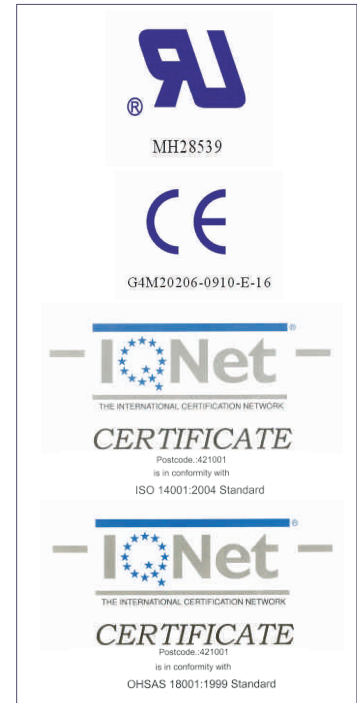 RU
®
MH28539
CE
G4M20206-0910-E-16
®
IQNet
THE INTERNATIONAL CERTIFICATION NETWORK
CERTIFICATE
Postcode.:421001
is in conformity with
ISO 14001:2004 Standard
®
IQNet
THE INTERNATIONAL CERTIFICATION NETWORK
CERTIFICATE
Postcode.:421001
is in conformity with
OHSAS 18001:1999 Standard